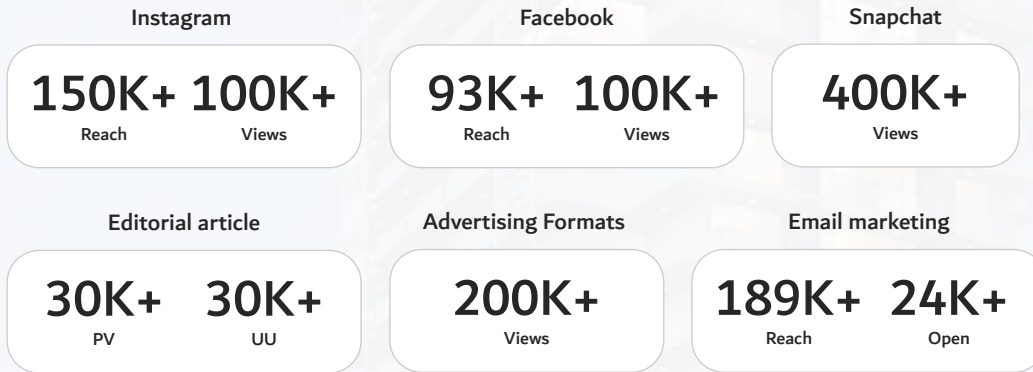 Instagram
Facebook
Snapchat
150K+ 100K+
Reach Views
93K+ 100K+
Reach Views
400K+
Views
Editorial article
Advertising Formats
Email marketing
30K+ 30K+
PV UU
200K+
Views
189K+ 24K+
Reach Open